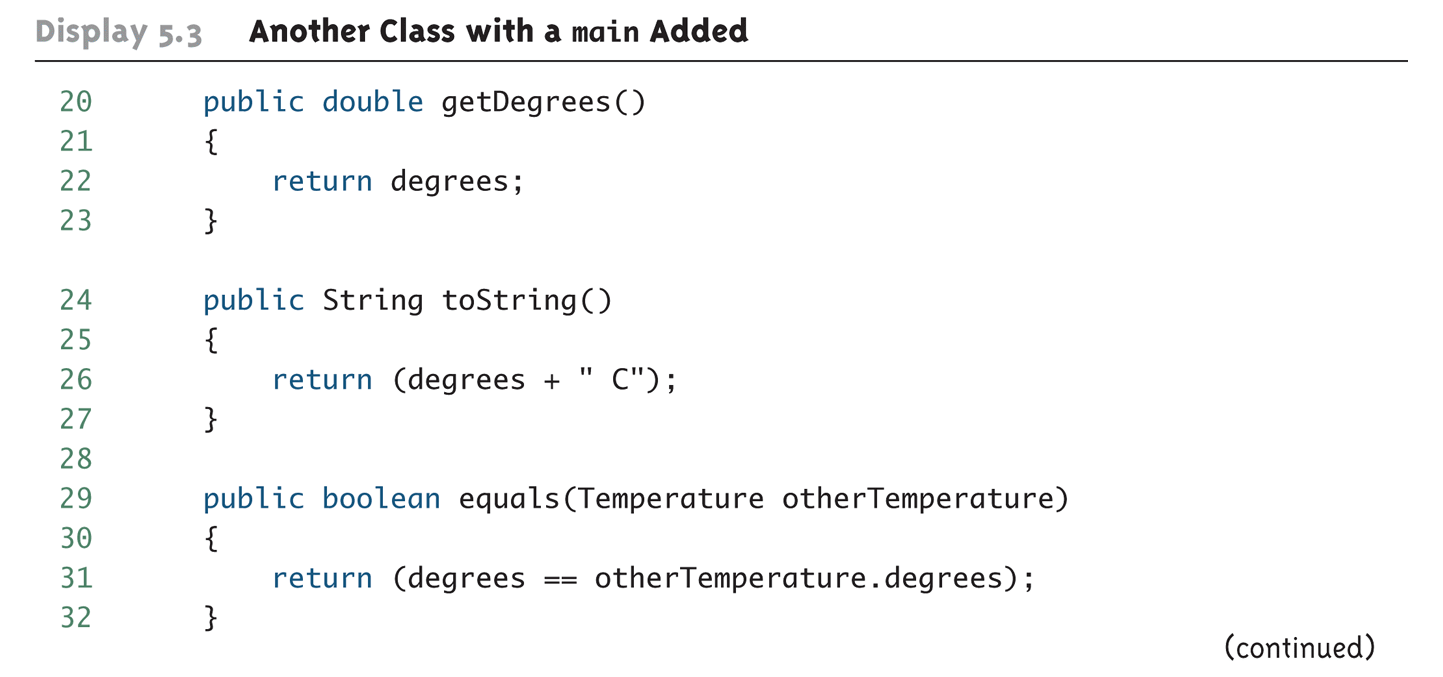 Display 5.3 Another Class with a main Added
20 public double getDegrees()
21 {
22 return degrees;
23 }
24 public String toString()
25 {
26 return (degrees + " C");
27 }
28
29 public boolean equals(Temperature otherTemperature)
30 {
31 return (degrees == otherTemperature.degrees);
32 }
(continued)